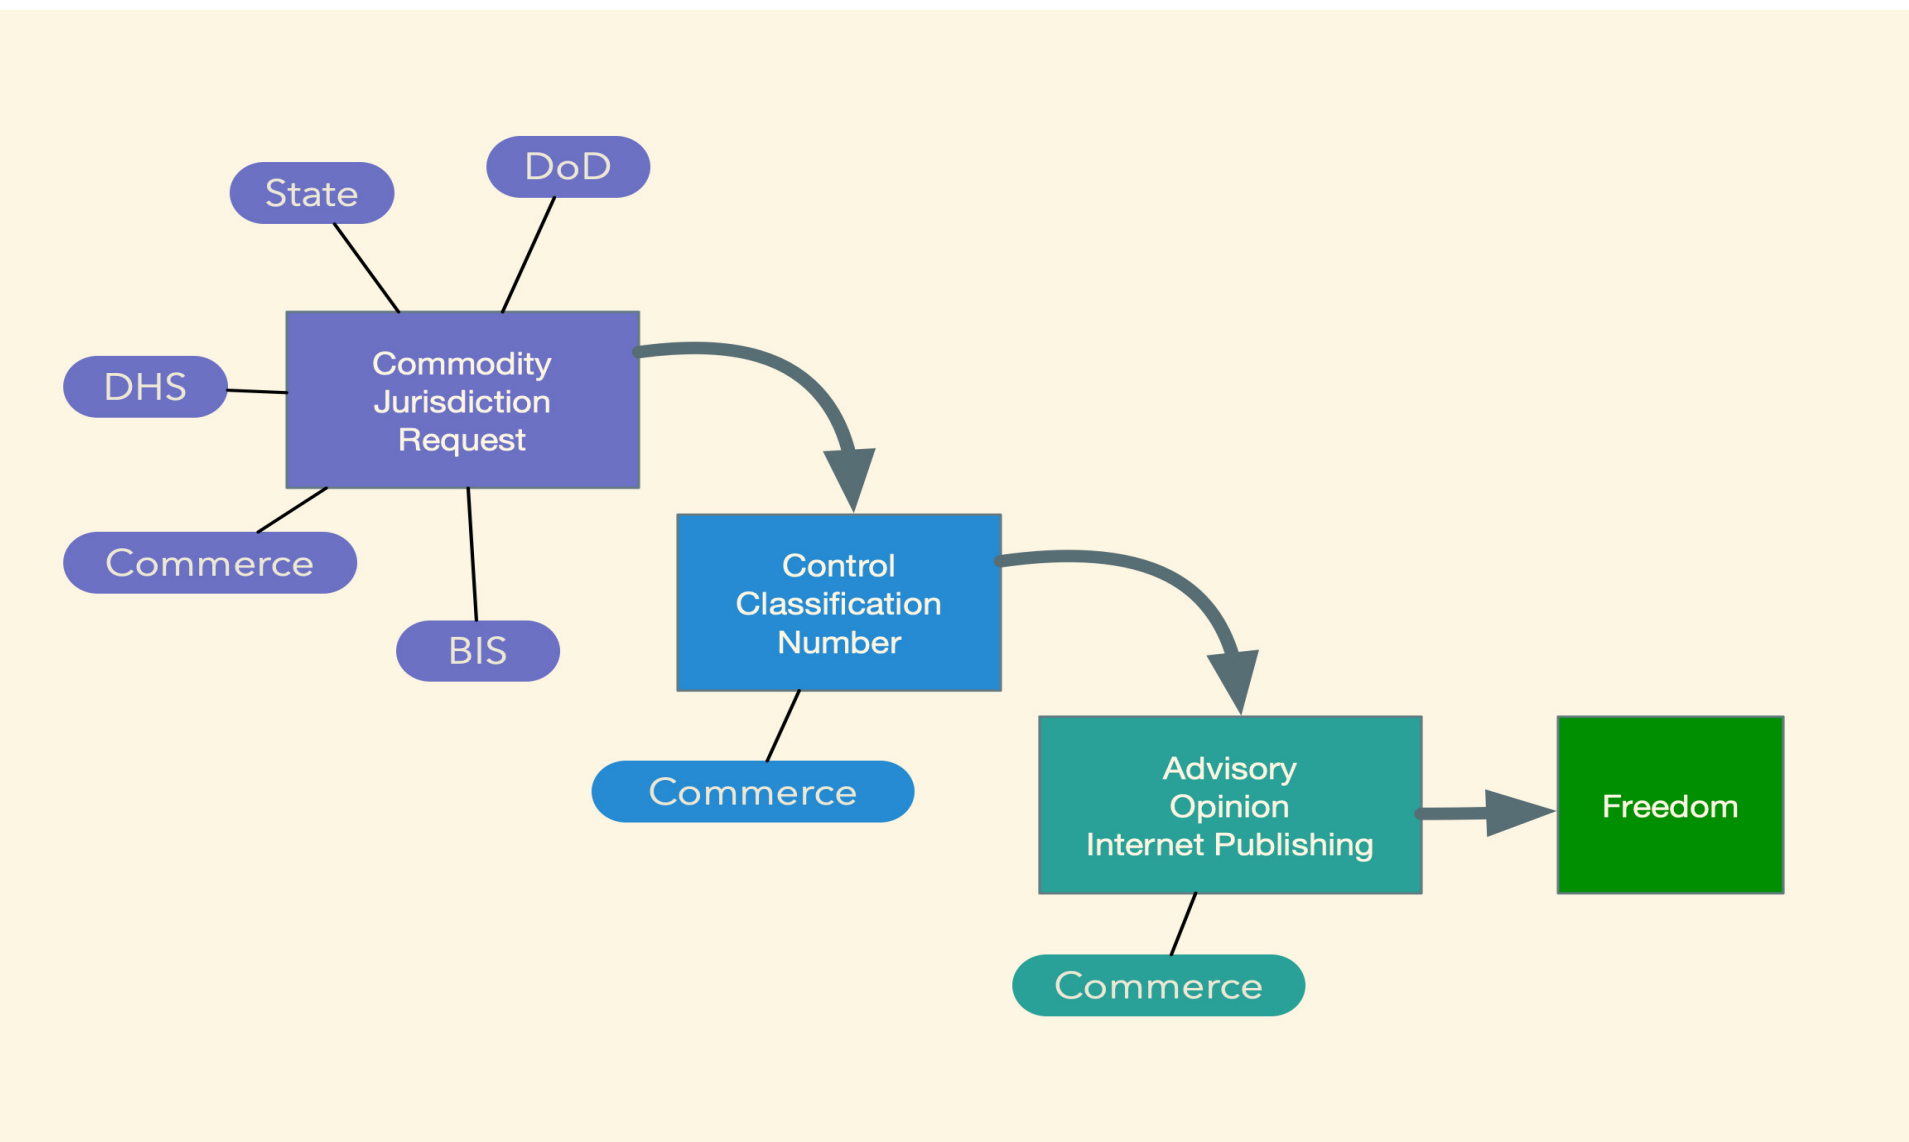 DoD
State
Commodity
Jurisdiction
Request
DHS
Commerce
BIS
Control
Classification
Number
Commerce
Advisory
Opinion
Internet Publishing
Freedom
Commerce